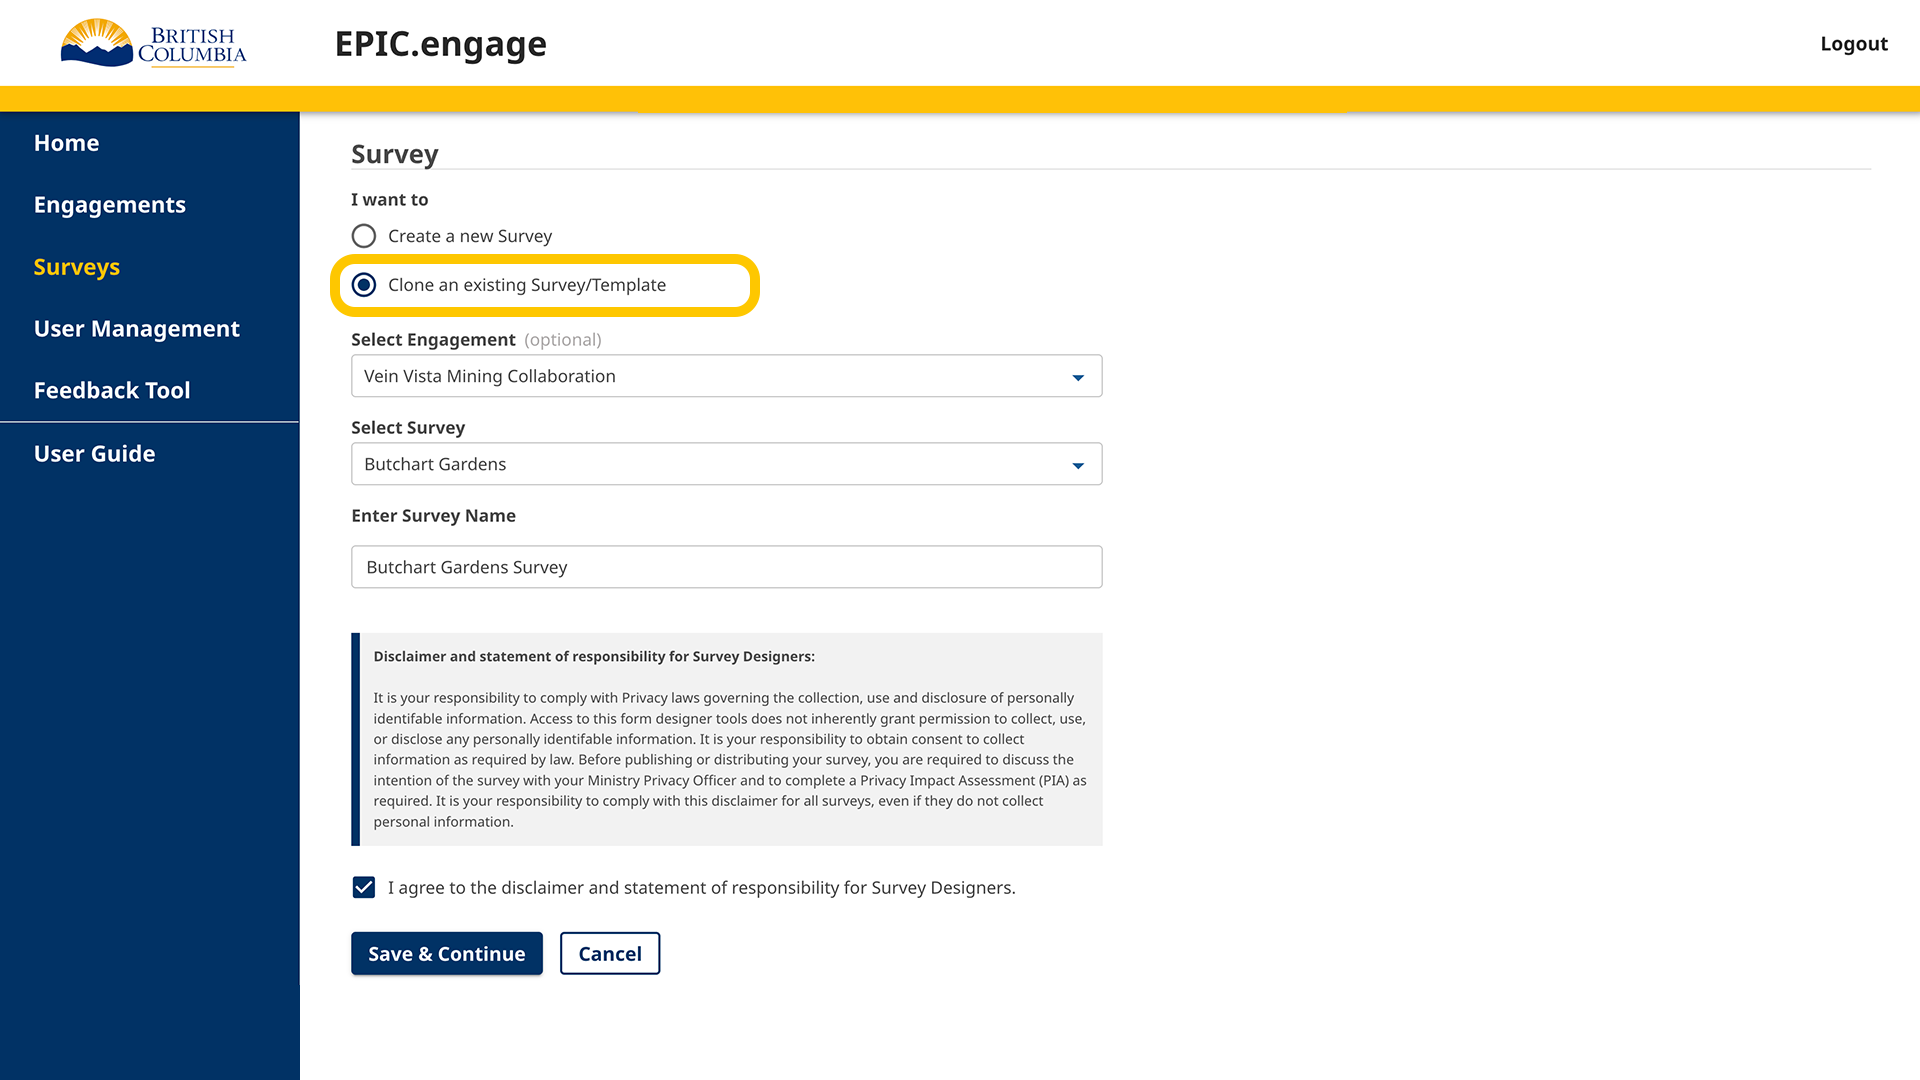 BRITISH
COLUMBIA
EPIC.engage
Logout
Home
Engagements
Surveys
User Management
Feedback Tool
User Guide
Survey
I want to
Create a new Survey
Clone an existing Survey/Template
Select Engagement (optional)
Vein Vista Mining Collaboration
Select Survey
Butchart Gardens
Enter Survey Name
Butchart Gardens Survey
Disclaimer and statement of responsibility for Survey Designers:
It is your responsibility to comply with Privacy laws governing the collection, use and disclosure of personally
identifable information. Access to this form designer tools does not inherently grant permission to collect, use,
or disclose any personally identifable information. It is your responsibility to obtain consent to collect
information as required by law. Before publishing or distributing your survey, you are required to discuss the
intention of the survey with your Ministry Privacy Officer and to complete a Privacy Impact Assessment (PIA) as
required. It is your responsibility to comply with this disclaimer for all surveys, even if they do not collect
personal information.
I agree to the disclaimer and statement of responsibility for Survey Designers.
Save & Continue
Cancel